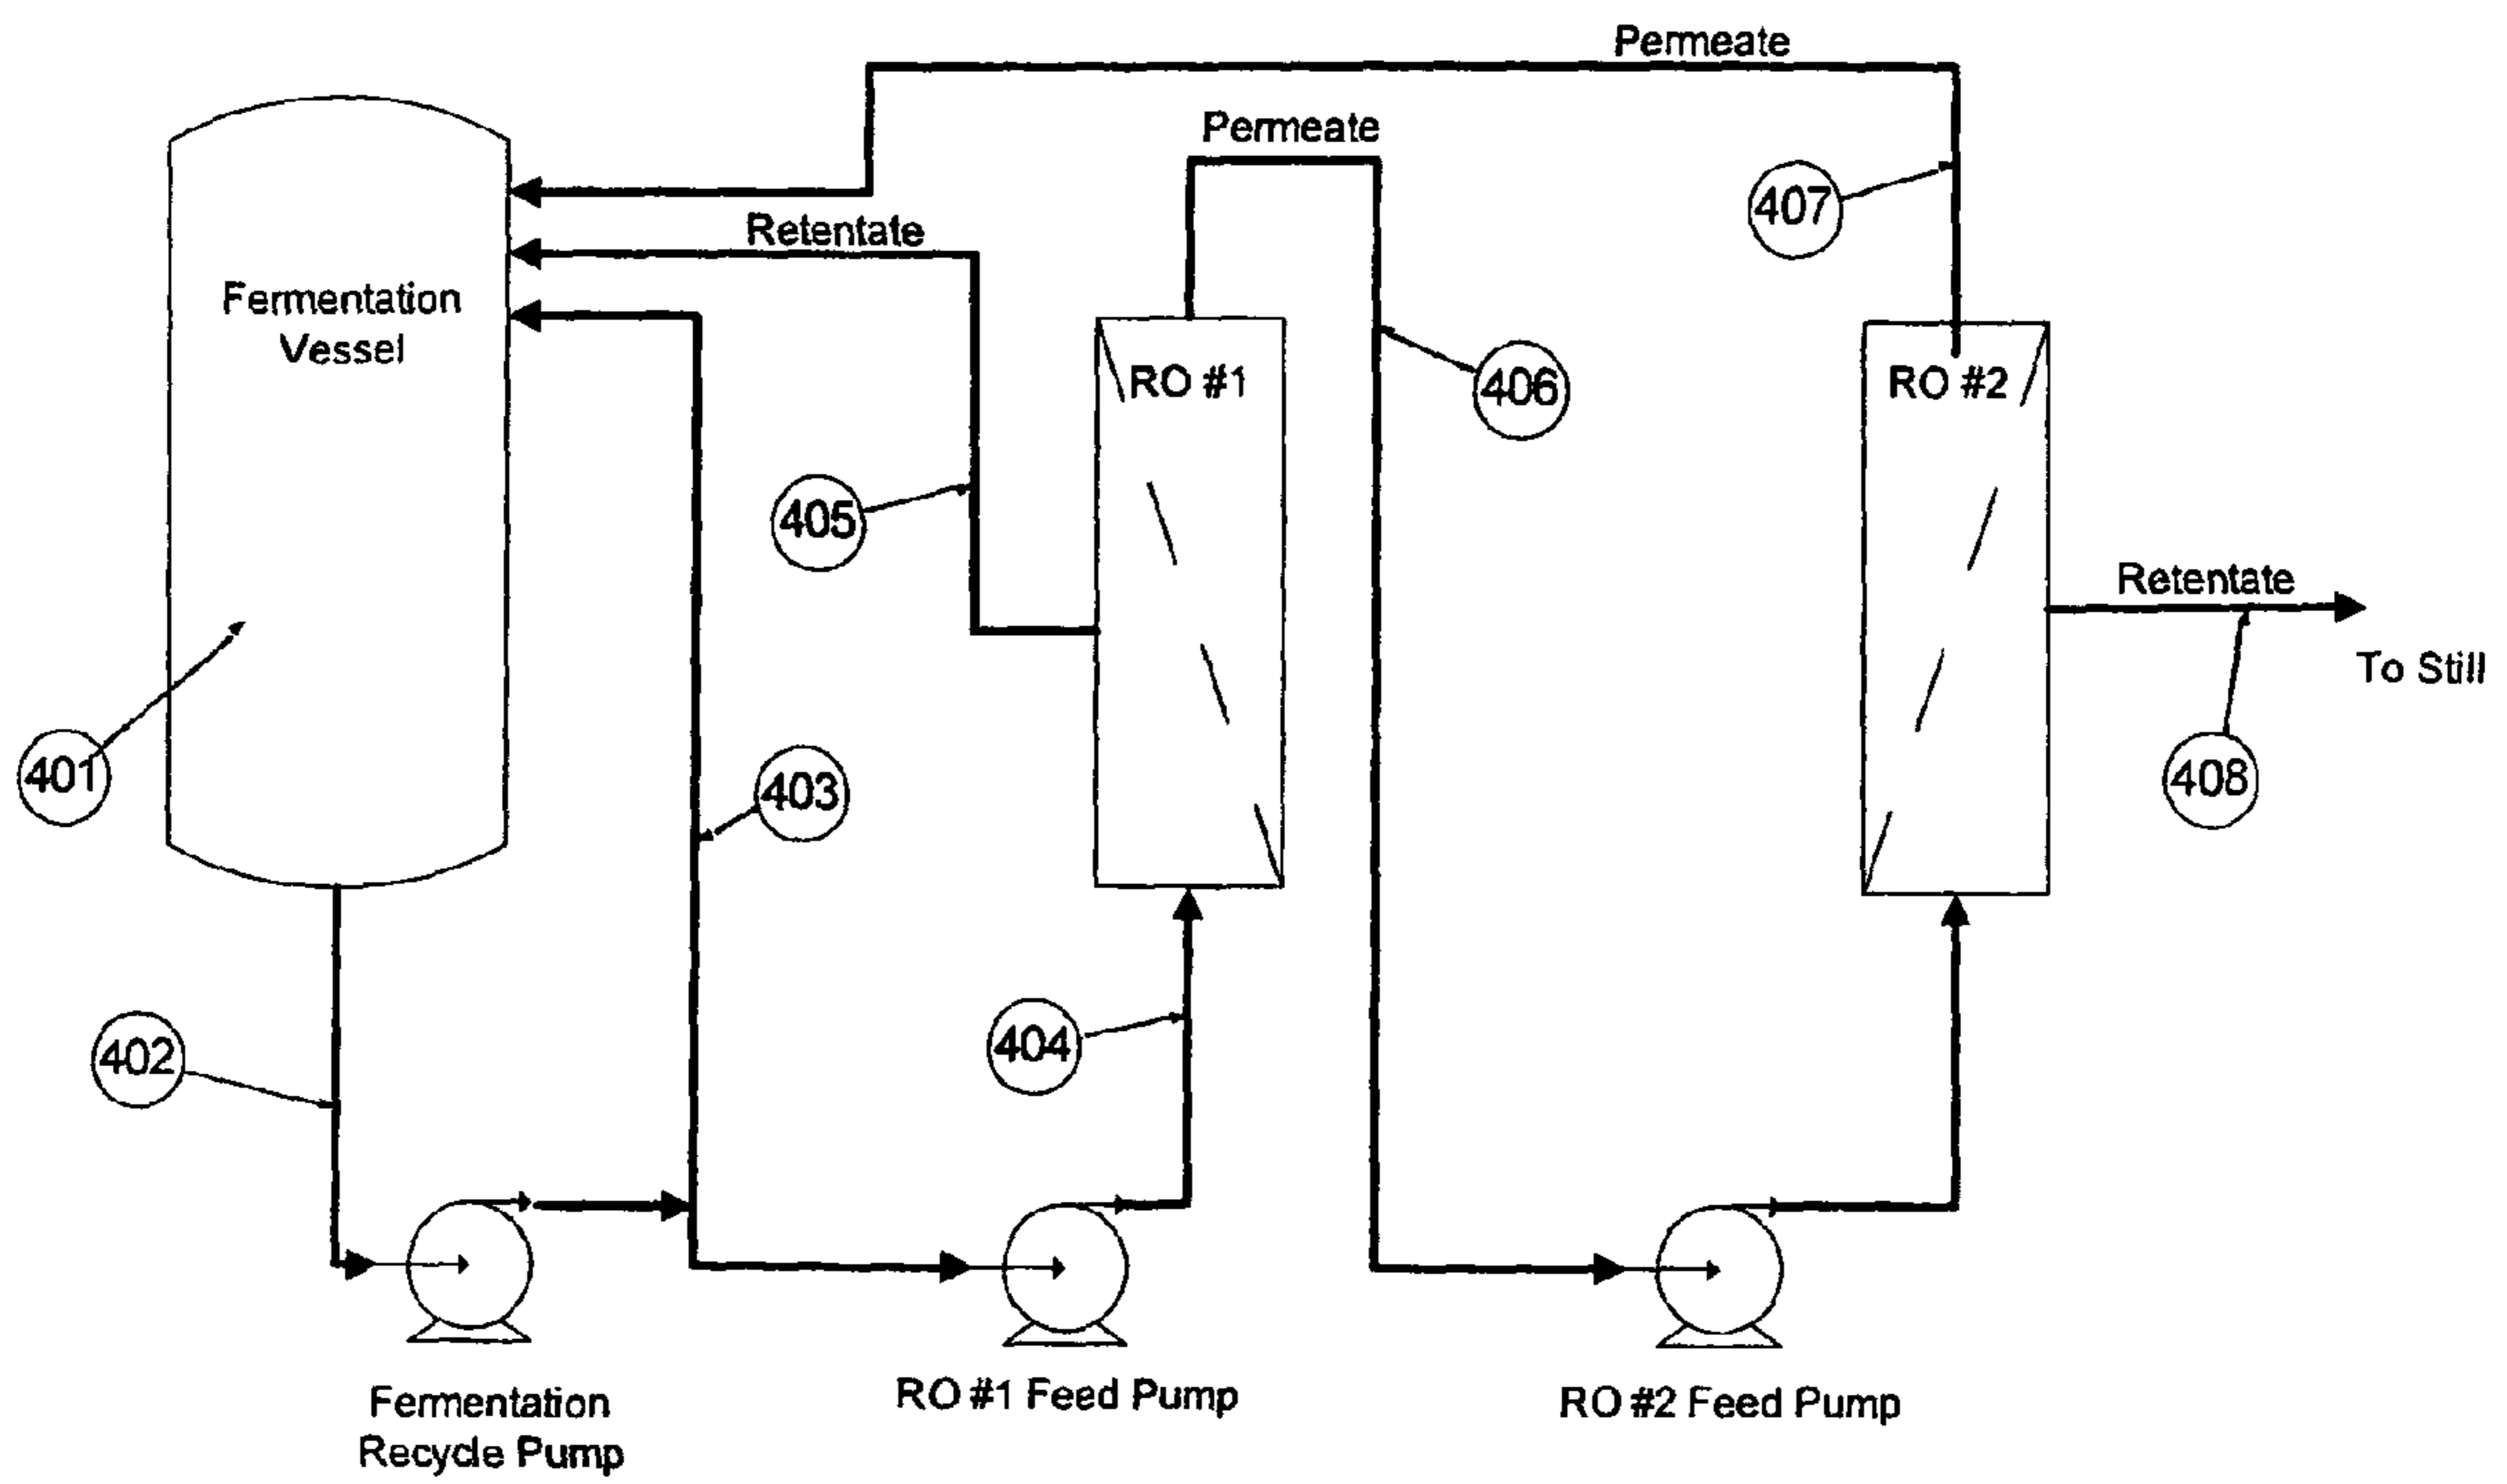 Permeate
Permeate
407
Retentate
Fermentation
Vessel
RO #1
406
RO #2
405
Retentate
To Still
401
403
408
404
402
Fermentation
Recycle Pump
RO #1 Feed Pump
RO #2 Feed Pump